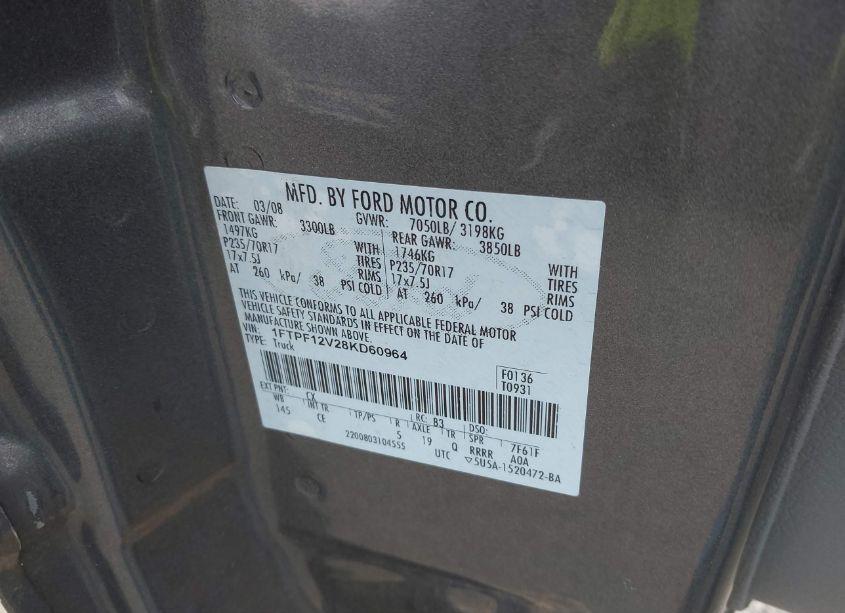 MFD. BY FORD MOTOR CO.
DATE: 03/08 GVWR: 7050LB/ 3198KG
FRONT GAWR: 3300LB REAR GAWR: 3850LB
1497KG WITH 1746KG WITH
P235/70R17 TIRES P235/70R17 TIRES
17x7.5J RIMS 17x7.5J RIMS
AT 260 kPa/ 38 PSI COLD AT 260 kPa/ 38 PSI COLD
THIS VEHICLE CONFORMS TO ALL APPLICABLE FEDERAL MOTOR
VEHICLE SAFETY STANDARDS IN EFFECT ON THE DATE OF
MANUFACTURE SHOWN ABOVE.
VIN: 1FTPF12V28KD60964
TYPE: Truck
F0136
T0931
EXT PNT: CX RC: B3 DSO:
WB INT TR TP/PS R AXLE TR SPR 7F61F
145 CE 5 19 Q RRRR A0A
2200803104555 UTC ▽5U5A-1520472-BA